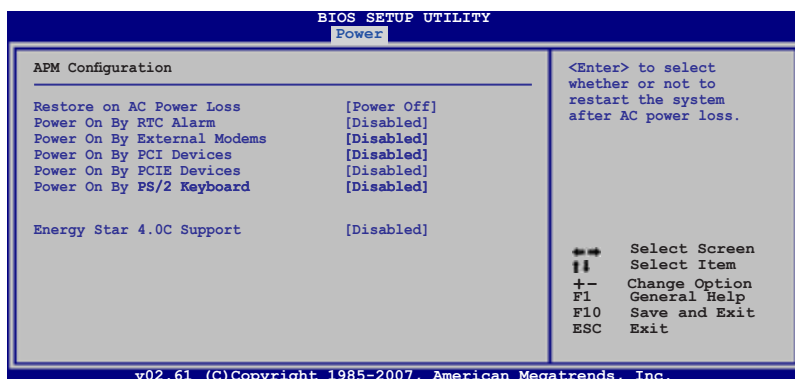 BIOS SETUP UTILITY
Power
APM Configuration
Restore on AC Power Loss [Power Off]
Power On By RTC Alarm [Disabled]
Power On By External Modems [Disabled]
Power On By PCI Devices [Disabled]
Power On By PCIE Devices [Disabled]
Power On By PS/2 Keyboard [Disabled]
Energy Star 4.0C Support [Disabled]
<Enter> to select
whether or not to
restart the system
after AC power loss.
←→ Select Screen
↑↓ Select Item
+- Change Option
F1 General Help
F10 Save and Exit
ESC Exit
v02.61 (C)Copyright 1985-2007, American Megatrends, Inc.